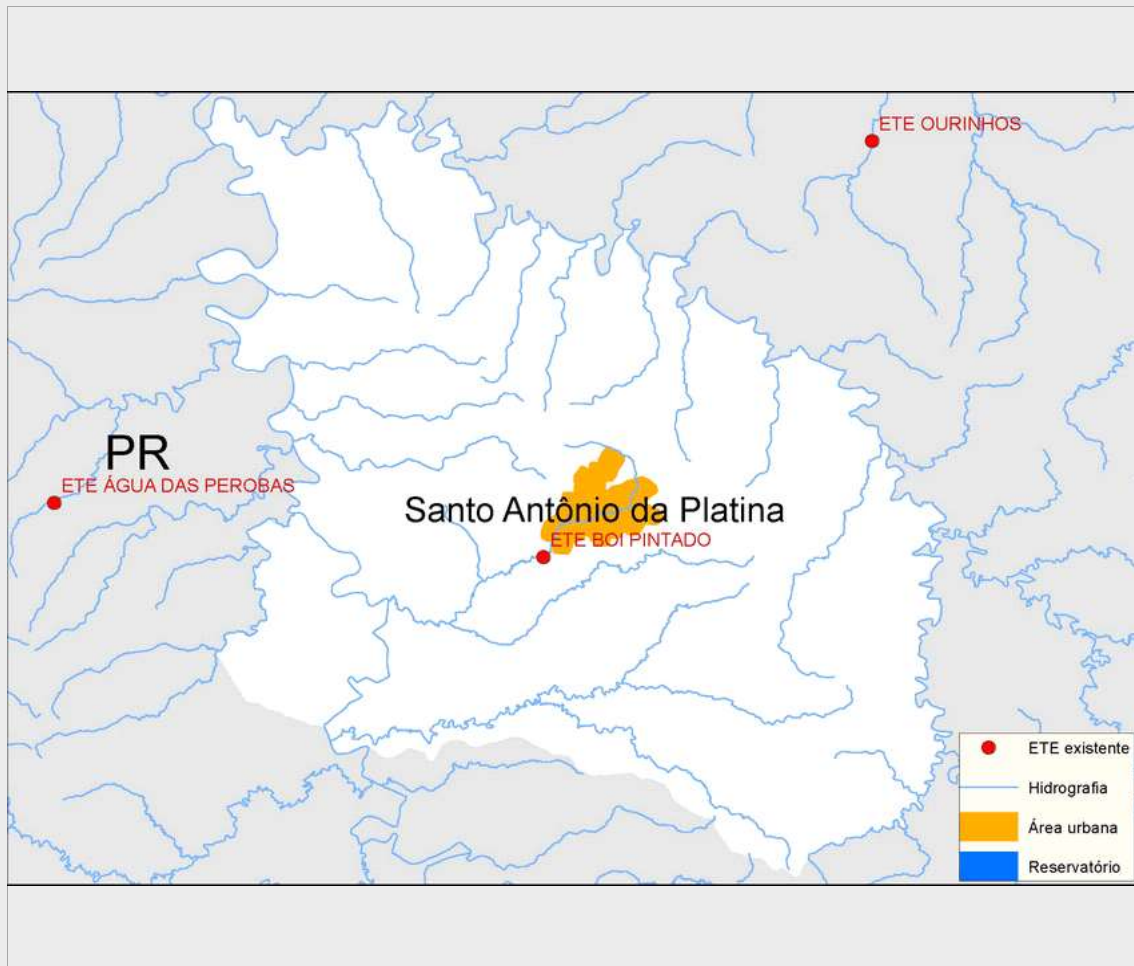 ETE OURINHOS
PR
ETE ÁGUA DAS PEROBAS
Santo Antônio da Platina
ETE BOI PINTADO
ETE existente
Hidrografia
Área urbana
Reservatório